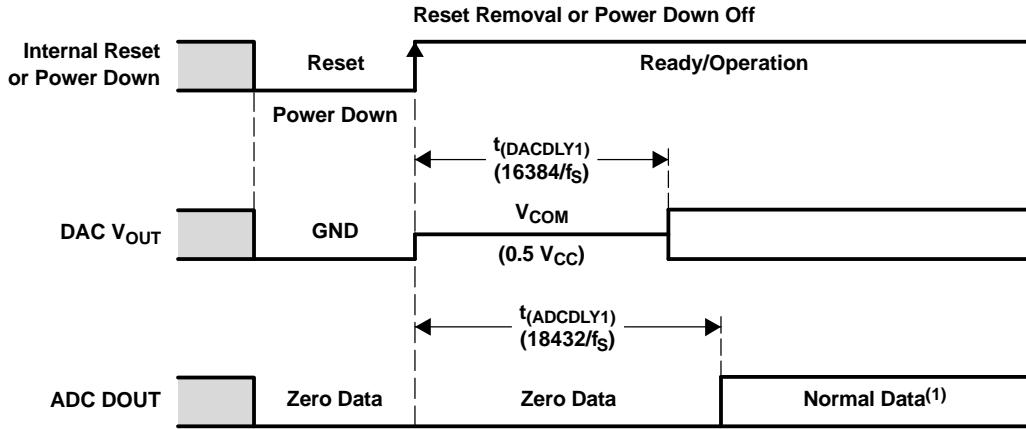 Reset Removal or Power Down Off
Internal Reset
or Power Down
Reset
Ready/Operation
Power Down
t(DACDLY1)
(16384/fS)
DAC VOUT
GND
VCOM
(0.5 VCC)
t(ADCDLY1)
(18432/fS)
ADC DOUT
Zero Data
Zero Data
Normal Data(1)